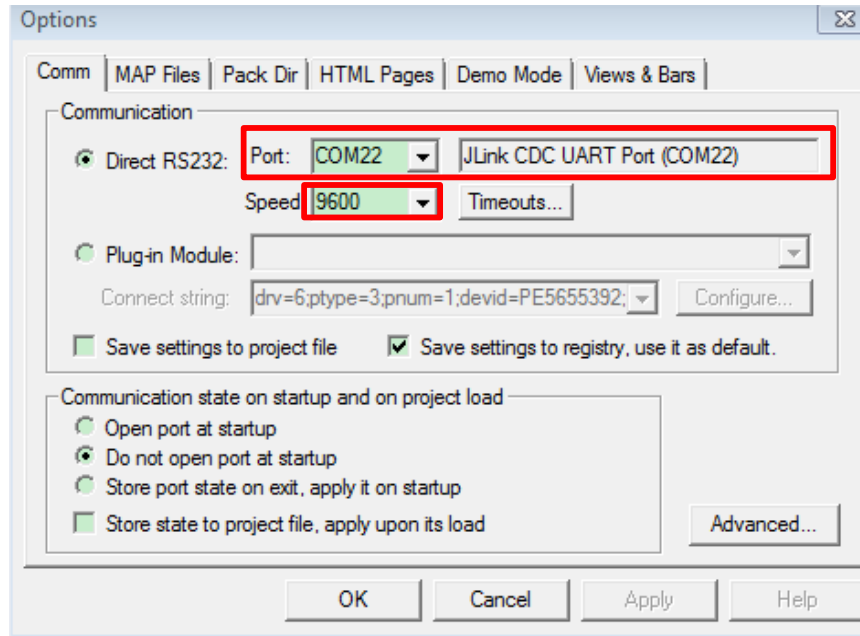 Options
Comm MAP Files Pack Dir HTML Pages Demo Mode Views & Bars
Communication
Direct RS232: Port: COM22 JLink CDC UART Port (COM22)
Speed 9600 Timeouts...
Plug-in Module:
Connect string: drv=6;ptype=3;pnum=1;devid=PE5655392; Configure...
Save settings to project file Save settings to registry, use it as default.
Communication state on startup and on project load
Open port at startup
Do not open port at startup
Store port state on exit, apply it on startup
Store state to project file, apply upon its load Advanced...
OK Cancel Apply Help